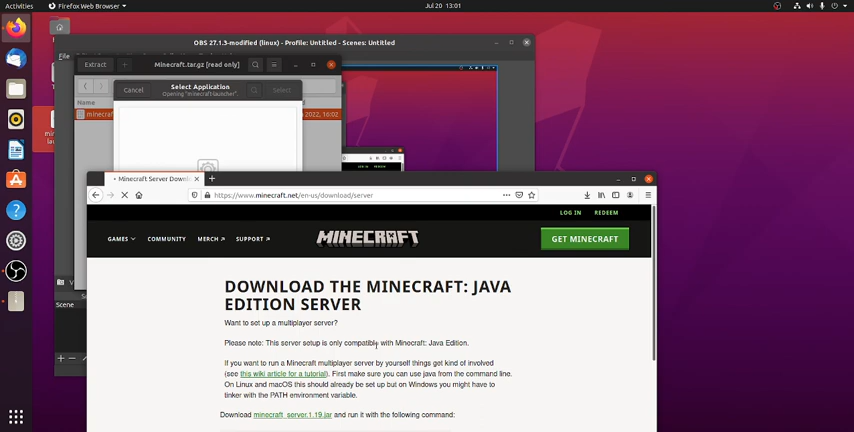 Activities
Firefox Web Browser
Jul 20 13:01
OBS 27.1.3-modified (linux) - Profile: Untitled - Scenes: Untitled
File
Extract
Minecraft.tar.gz [read only]
Cancel
Select Application
Opening "minecraft-launcher".
Select
Name
2022, 16:02
Minecraft Server Downl
https://www.minecraft.net/en-us/download/server
LOG IN
REDEEM
GAMES
COMMUNITY
MERCH
SUPPORT
MINECRAFT
GET MINECRAFT
DOWNLOAD THE MINECRAFT: JAVA
EDITION SERVER
Want to set up a multiplayer server?
Please note: This server setup is only compatible with Minecraft: Java Edition.
If you want to run a Minecraft multiplayer server by yourself things get kind of involved
(see this wiki article for a tutorial). First make sure you can use java from the command line.
On Linux and macOS this should already be set up but on Windows you might have to
tinker with the PATH environment variable.
Download minecraft_server.1.19.jar and run it with the following command:
Scene